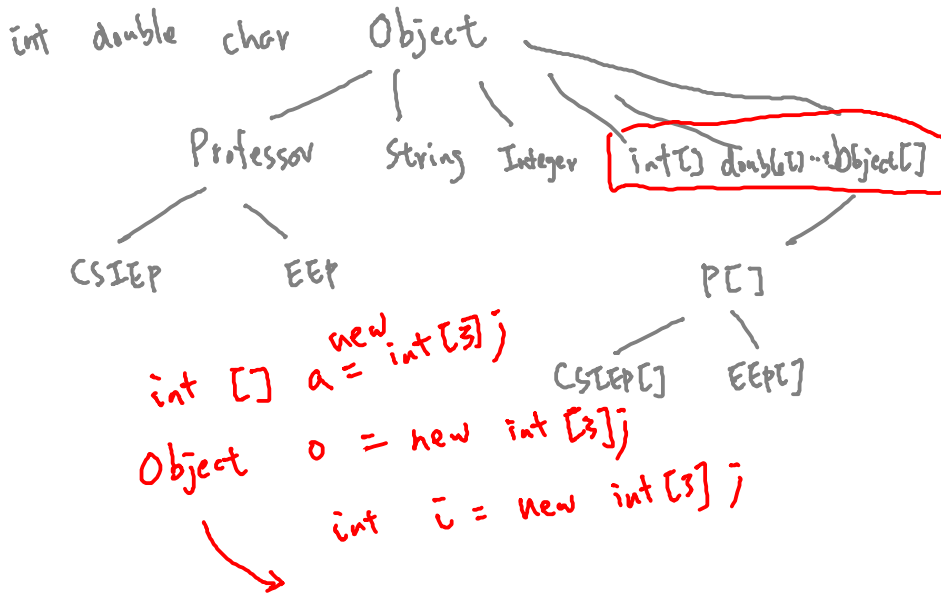 int double char Object
Professor String Integer int[] double[]...Object[]
CSIEP EEP P[]
CSIEP[] EEP[]
int [] a = new int[3];
Object o = new int[3];
int i = new int[3];